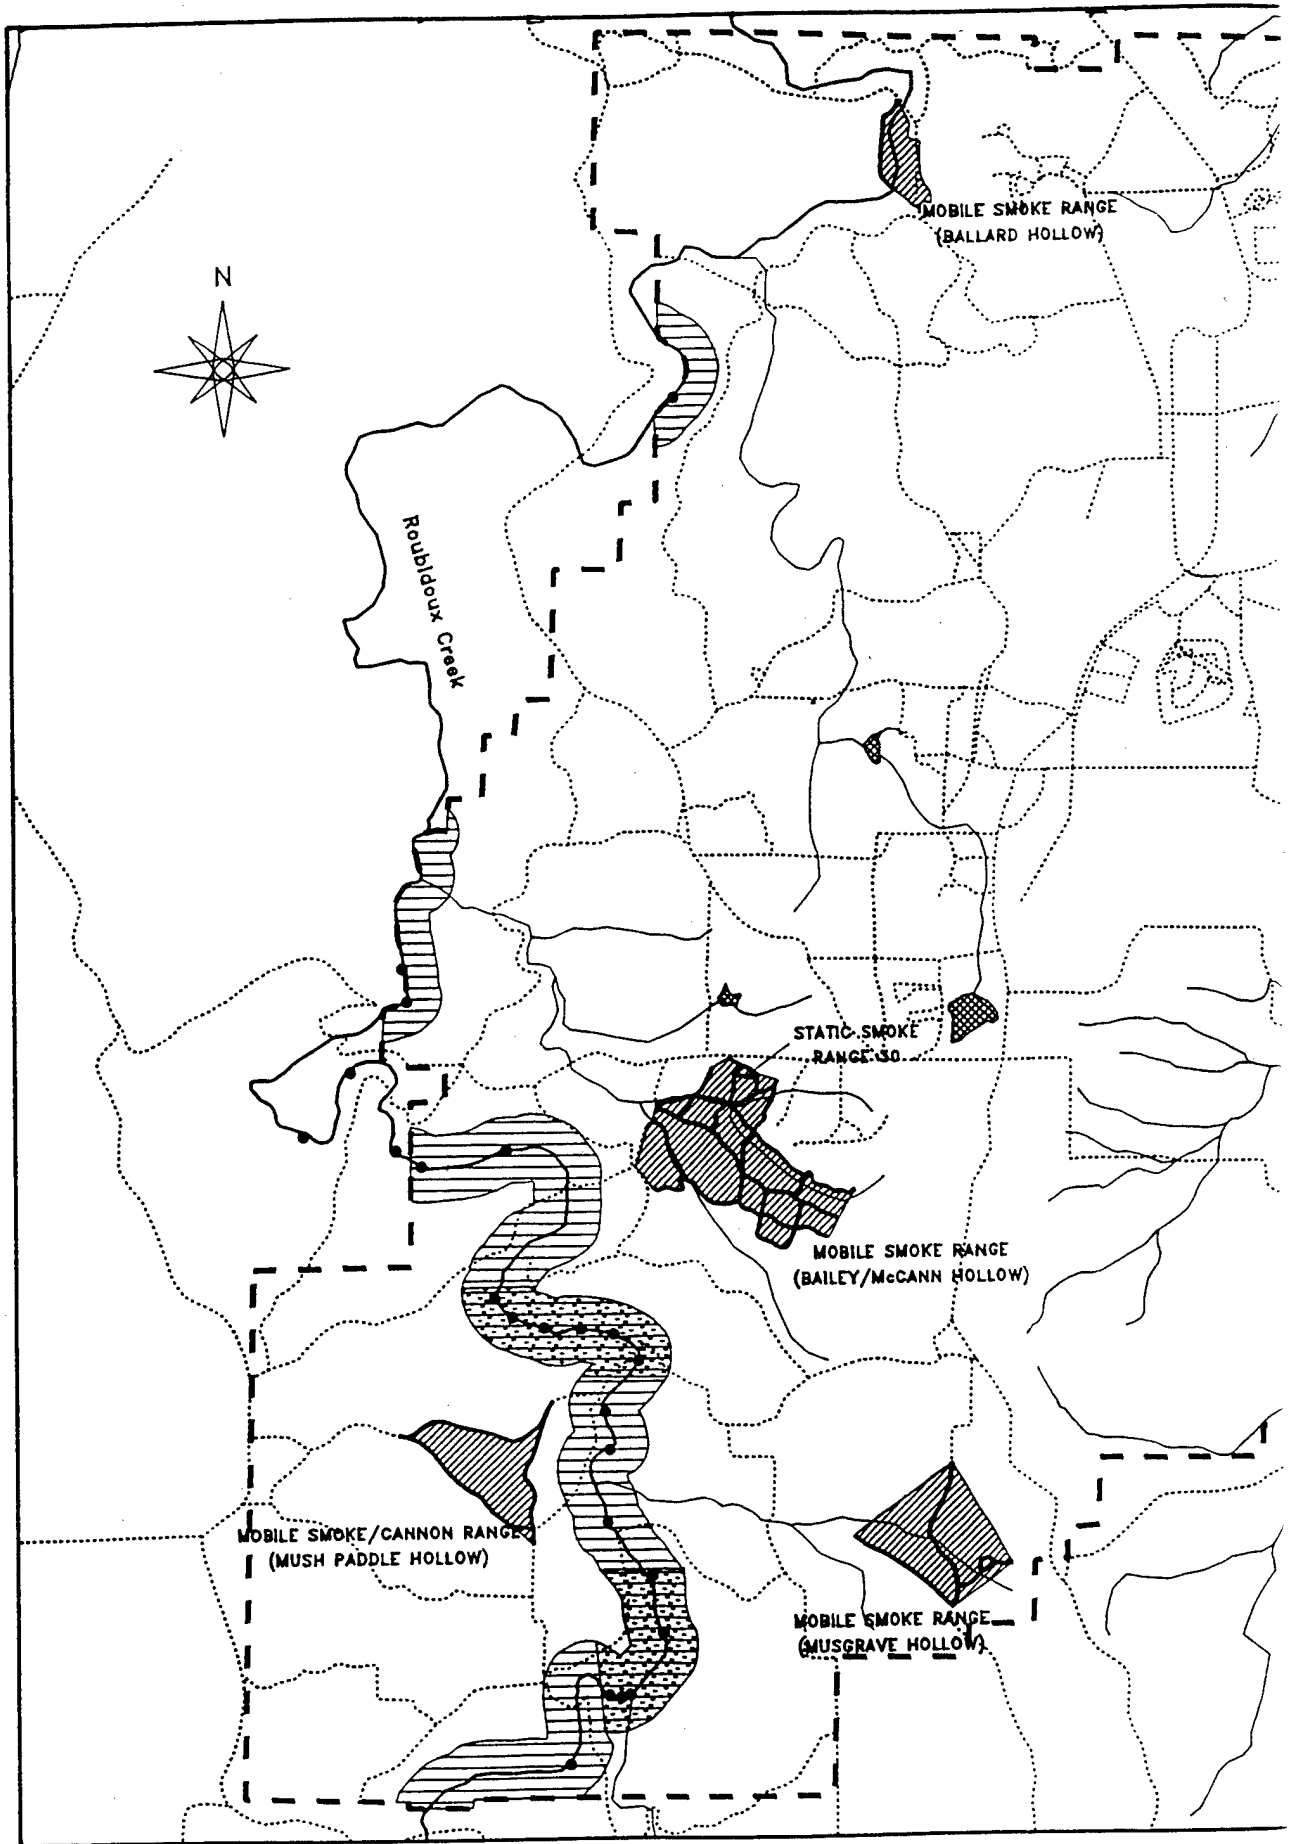 MOBILE SMOKE RANGE
(BALLARD HOLLOW)
N
Roubidoux Creek
STATIC SMOKE
RANGE 30
MOBILE SMOKE RANGE
(BAILEY/McCANN HOLLOW)
MOBILE SMOKE/CANNON RANGE
(MUSH PADDLE HOLLOW)
MOBILE SMOKE RANGE
(MUSGRAVE HOLLOW)